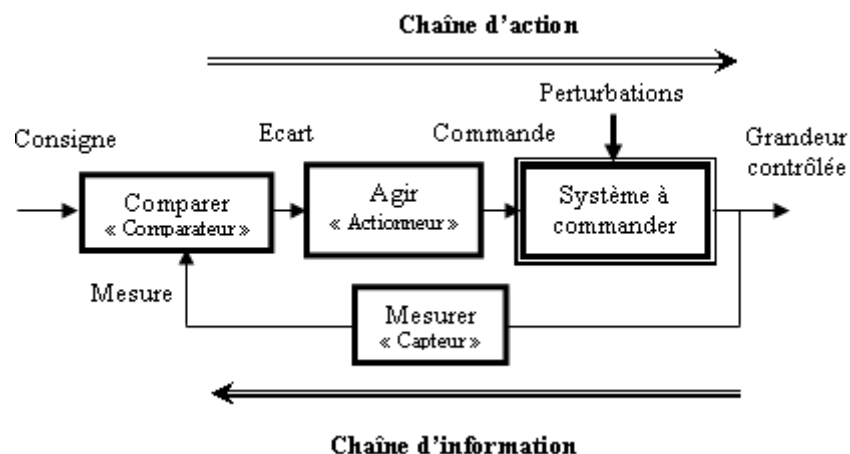 Chaîne d'action
Perturbations
Consigne
Ecart
Commande
Grandeur
contrôlée
Comparer
« Comparateur »
Agir
« Actionneur »
Système à
commander
Mesure
Mesurer
« Capteur »
Chaîne d'information